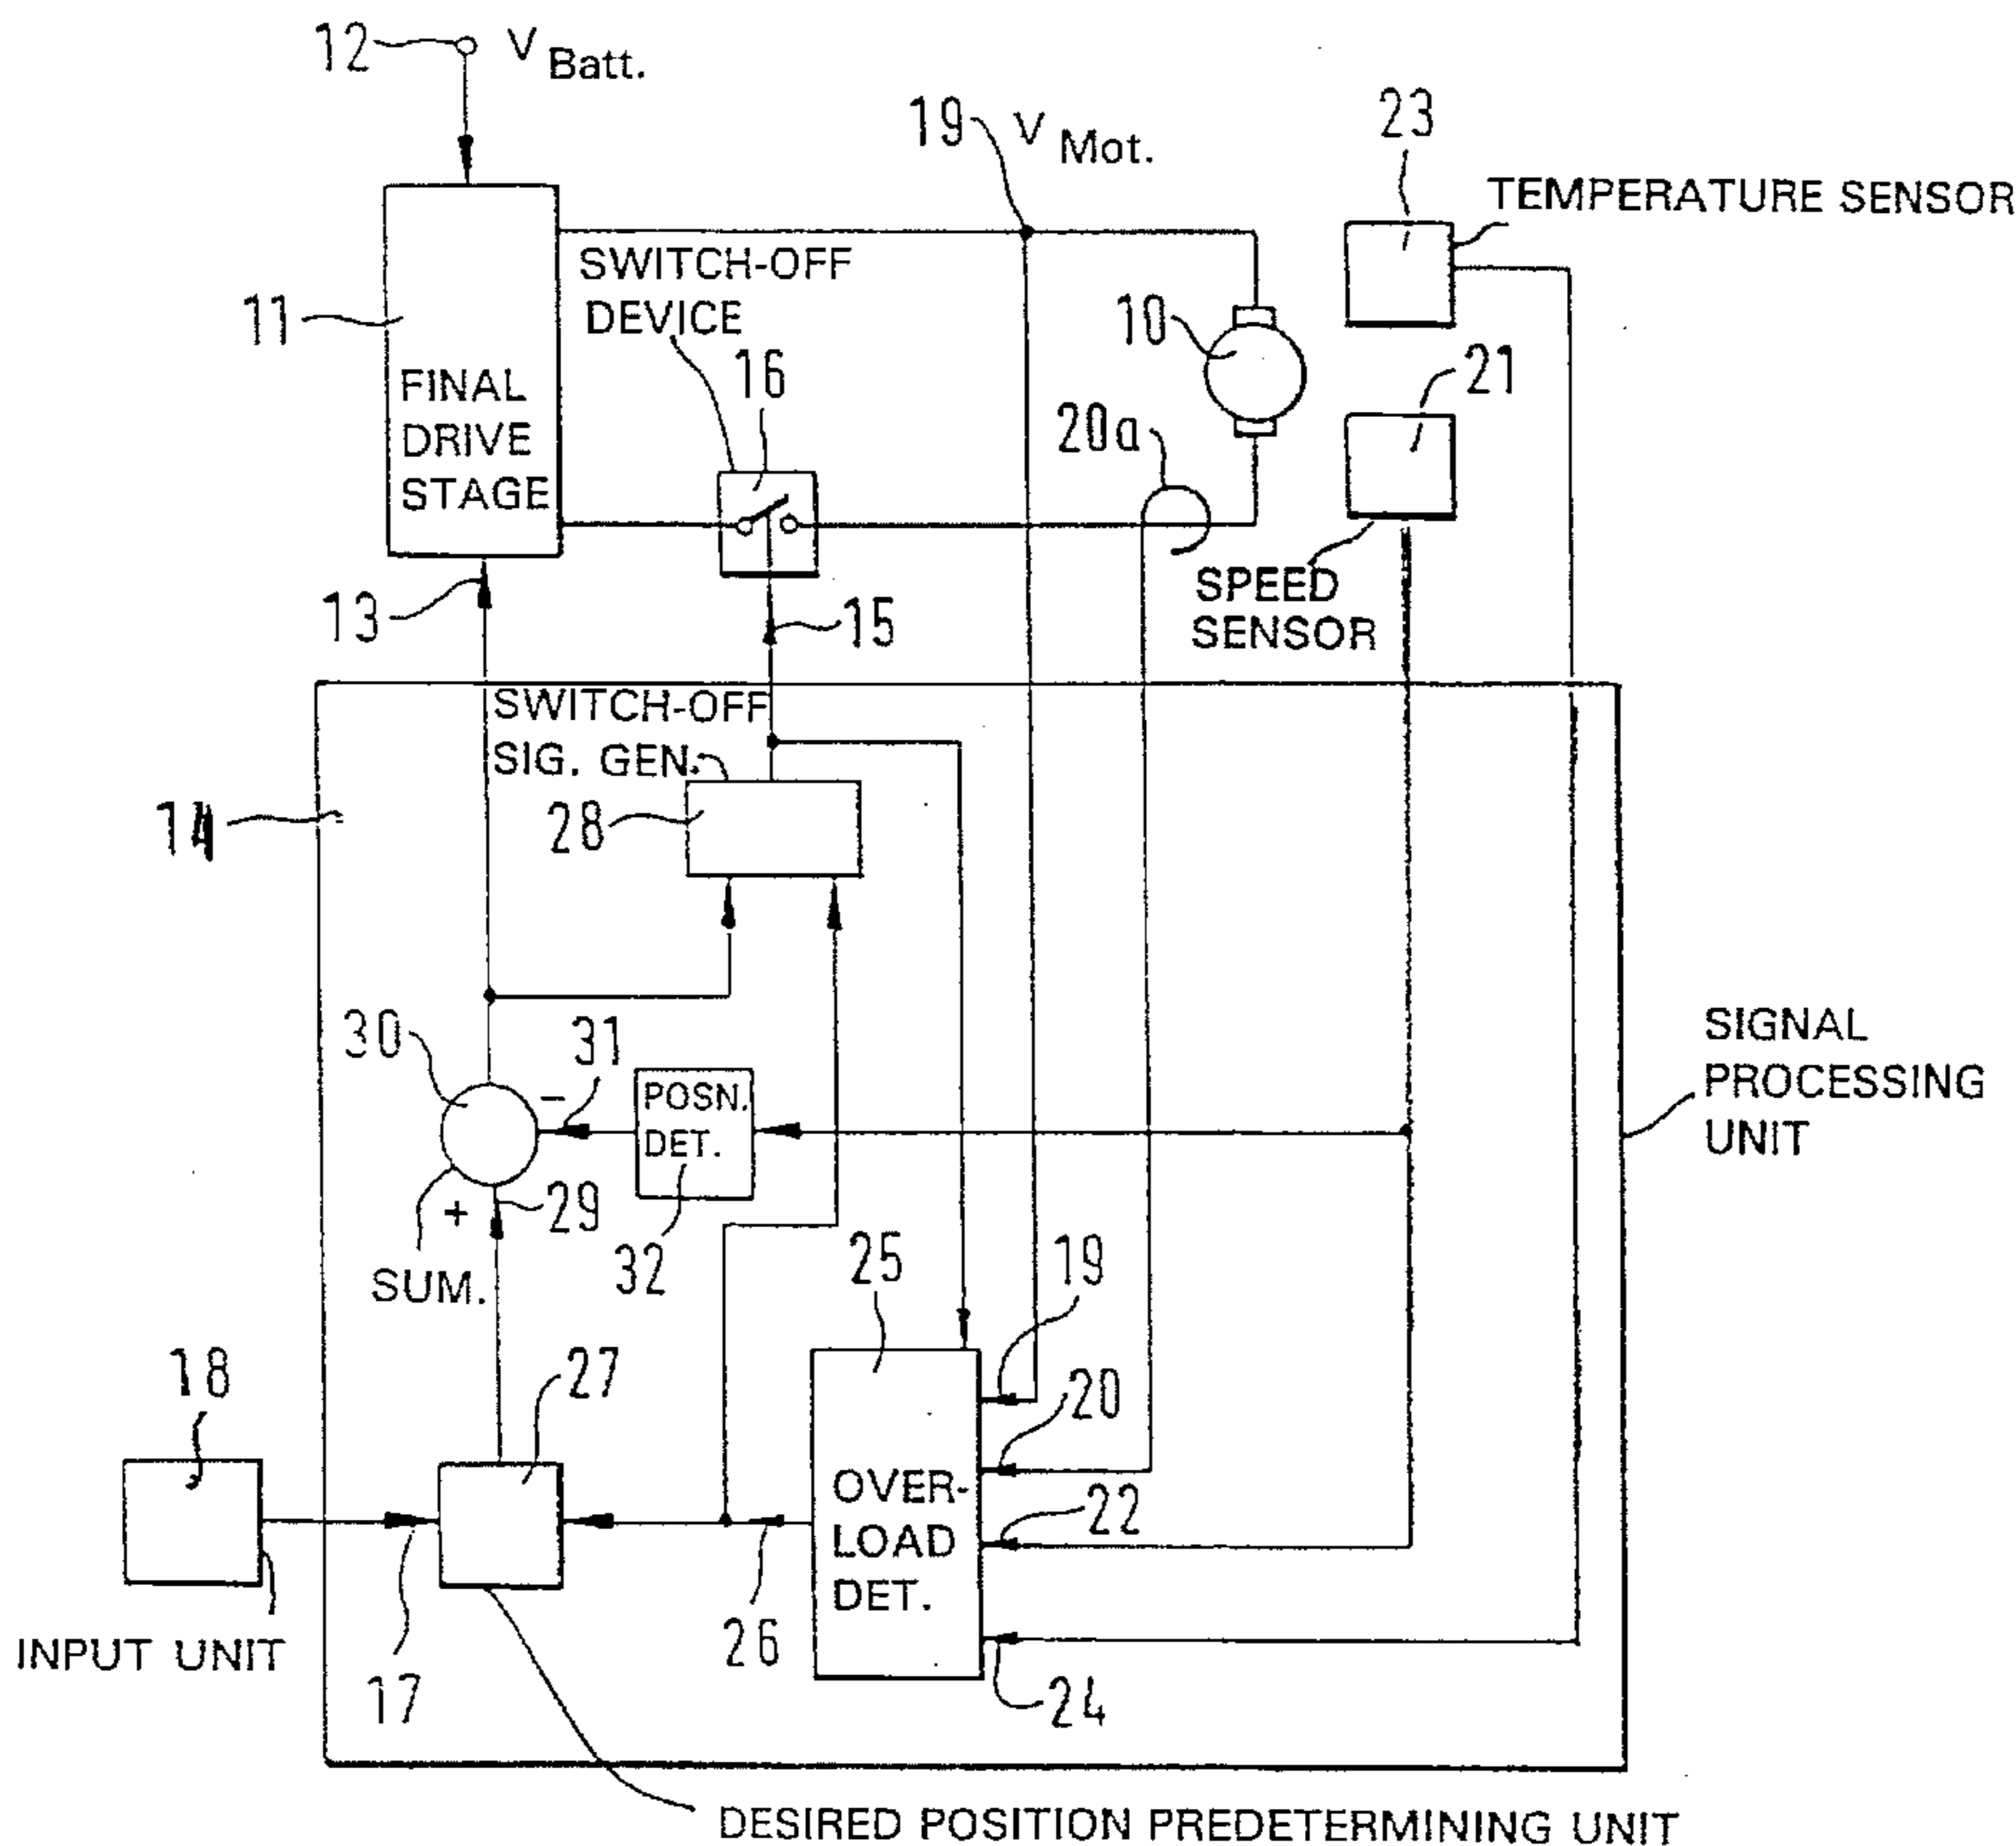 12
V Batt.
19
V Mot.
23
TEMPERATURE SENSOR
SWITCH-OFF
DEVICE
11
10
16
21
FINAL
DRIVE
STAGE
20a
SPEED
SENSOR
13
15
SWITCH-OFF
SIG. GEN.
14
28
SIGNAL
PROCESSING
UNIT
30
31
-
POSN.
DET.
+
29
32
SUM.
25
19
18
27
20
OVER-
LOAD
DET.
22
26
INPUT UNIT
17
24
DESIRED POSITION PREDETERMINING UNIT